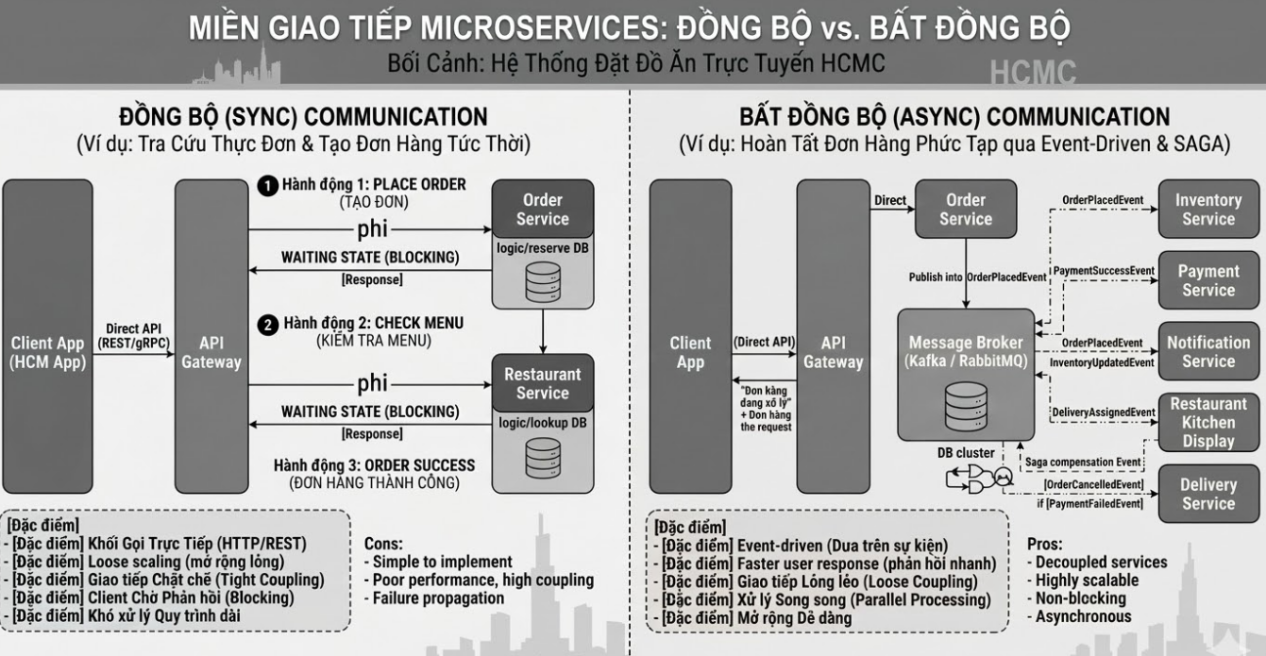 MIỀN GIAO TIẾP MICROSERVICES: ĐỒNG BỘ vs. BẤT ĐỒNG BỘ
Bối Cảnh: Hệ Thống Đặt Đồ Ăn Trực Tuyến HCMC
HCMC
ĐỒNG BỘ (SYNC) COMMUNICATION
(Ví dụ: Tra Cứu Thực Đơn & Tạo Đơn Hàng Tức Thời)
Client App
(HCM App)
Direct API
(REST/gRPC)
API
Gateway
1 Hành động 1: PLACE ORDER
(TẠO ĐƠN)
phi
WAITING STATE (BLOCKING)
[Response]
Order
Service
logic/reserve DB
2 Hành động 2: CHECK MENU
(KIỂM TRA MENU)
phi
WAITING STATE (BLOCKING)
[Response]
Restaurant
Service
logic/lookup DB
Hành động 3: ORDER SUCCESS
(ĐƠN HÀNG THÀNH CÔNG)
[Đặc điểm]
- [Đặc điểm] Khối Gọi Trực Tiếp (HTTP/REST)
- [Đặc điểm] Loose scaling (mở rộng lỏng)
- [Đặc điểm] Giao tiếp Chặt chẽ (Tight Coupling)
- [Đặc điểm] Client Chờ Phản hồi (Blocking)
- [Đặc điểm] Khó xử lý Quy trình dài
Cons:
- Simple to implement
- Poor performance, high coupling
- Failure propagation
BẤT ĐỒNG BỘ (ASYNC) COMMUNICATION
(Ví dụ: Hoàn Tất Đơn Hàng Phức Tạp qua Event-Driven & SAGA)
Client
App
(Direct API)
"Đon kàng
đang xố lý"
+ Don hàng
the request
API
Gateway
Direct
Order
Service
Publish into OrderPlacedEvent
Message Broker
(Kafka / RabbitMQ)
DB cluster
OrderPlacedEvent
Inventory
Service
PaymentSuccessEvent
Payment
Service
OrderPlacedEvent
InventoryUpdatedEvent
Notification
Service
DeliveryAssignedEvent
Restaurant
Kitchen
Display
Saga compensation Event
[OrderCancelledEvent]
if [PaymentFailedEvent]
Delivery
Service
[Đặc điểm]
- [Đặc điểm] Event-driven (Dua trên sự kiện)
- [Đặc điểm] Faster user response (phản hồi nhanh)
- [Đặc điểm] Giao tiếp Lỏng lẻo (Loose Coupling)
- [Đặc điểm] Xử lý Song song (Parallel Processing)
- [Đặc điểm] Mở rộng Dẽ dàng
Pros:
- Decoupled services
- Highly scalable
- Non-blocking
- Asynchronous